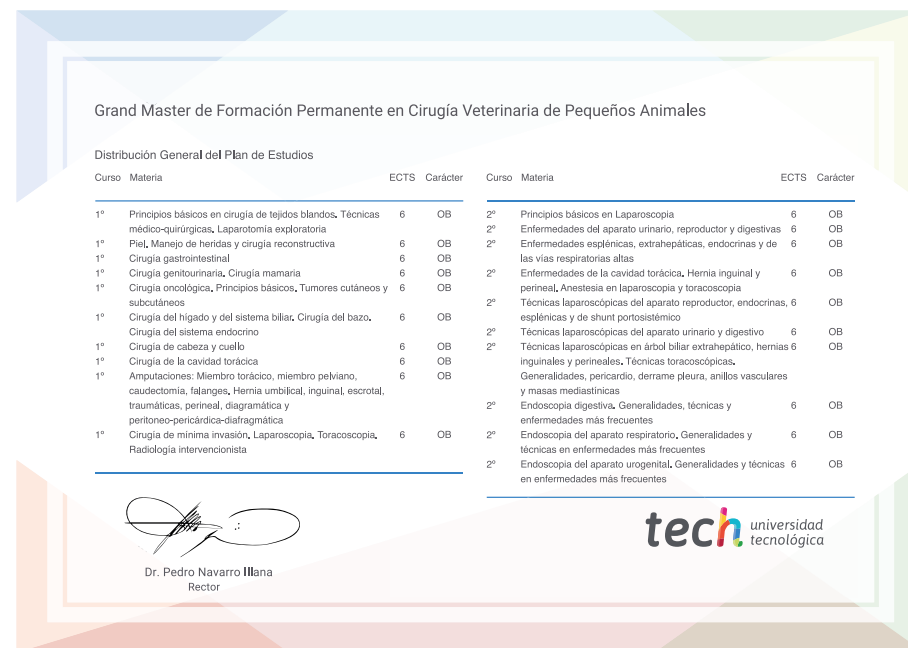 Grand Master de Formación Permanente en Cirugía Veterinaria de Pequeños Animales
Distribución General del Plan de Estudios
Curso Materia ECTS Carácter
1º Principios básicos en cirugía de tejidos blandos. Técnicas 6 OB
médico-quirúrgicas. Laparotomía exploratoria
1º Piel. Manejo de heridas y cirugía reconstructiva 6 OB
1º Cirugía gastrointestinal 6 OB
1º Cirugía genitourinaria. Cirugía mamaria 6 OB
1º Cirugía oncológica. Principios básicos. Tumores cutáneos y 6 OB
subcutáneos
1º Cirugía del hígado y del sistema biliar. Cirugía del bazo. 6 OB
Cirugía del sistema endocrino
1º Cirugía de cabeza y cuello 6 OB
1º Cirugía de la cavidad torácica 6 OB
1º Amputaciones: Miembro torácico, miembro pelviano, 6 OB
caudectomía, falanges. Hernia umbilical, inguinal, escrotal,
traumáticas, perineal, diagramática y
peritoneo-pericárdica-diafragmática
1º Cirugía de mínima invasión. Laparoscopia. Toracoscopia. 6 OB
Radiología intervencionista
Curso Materia ECTS Carácter
2º Principios básicos en Laparoscopia 6 OB
2º Enfermedades del aparato urinario, reproductor y digestivas 6 OB
2º Enfermedades esplénicas, extrahepáticas, endocrinas y de 6 OB
las vías respiratorias altas
2º Enfermedades de la cavidad torácica. Hernia inguinal y 6 OB
perineal. Anestesia en laparoscopia y toracoscopia
2º Técnicas laparoscópicas del aparato reproductor, endocrinas, 6 OB
esplénicas y de shunt portosistémico
2º Técnicas laparoscópicas del aparato urinario y digestivo 6 OB
2º Técnicas laparoscópicas en árbol biliar extrahepático, hernias 6 OB
inguinales y perineales. Técnicas toracoscópicas.
Generalidades, pericardio, derrame pleura, anillos vasculares
y masas mediastínicas
2º Endoscopia digestiva. Generalidades, técnicas y 6 OB
enfermedades más frecuentes
2º Endoscopia del aparato respiratorio. Generalidades y 6 OB
técnicas en enfermedades más frecuentes
2º Endoscopia del aparato urogenital. Generalidades y técnicas 6 OB
en enfermedades más frecuentes
Dr. Pedro Navarro Illana
Rector
tech universidad
tecnológica